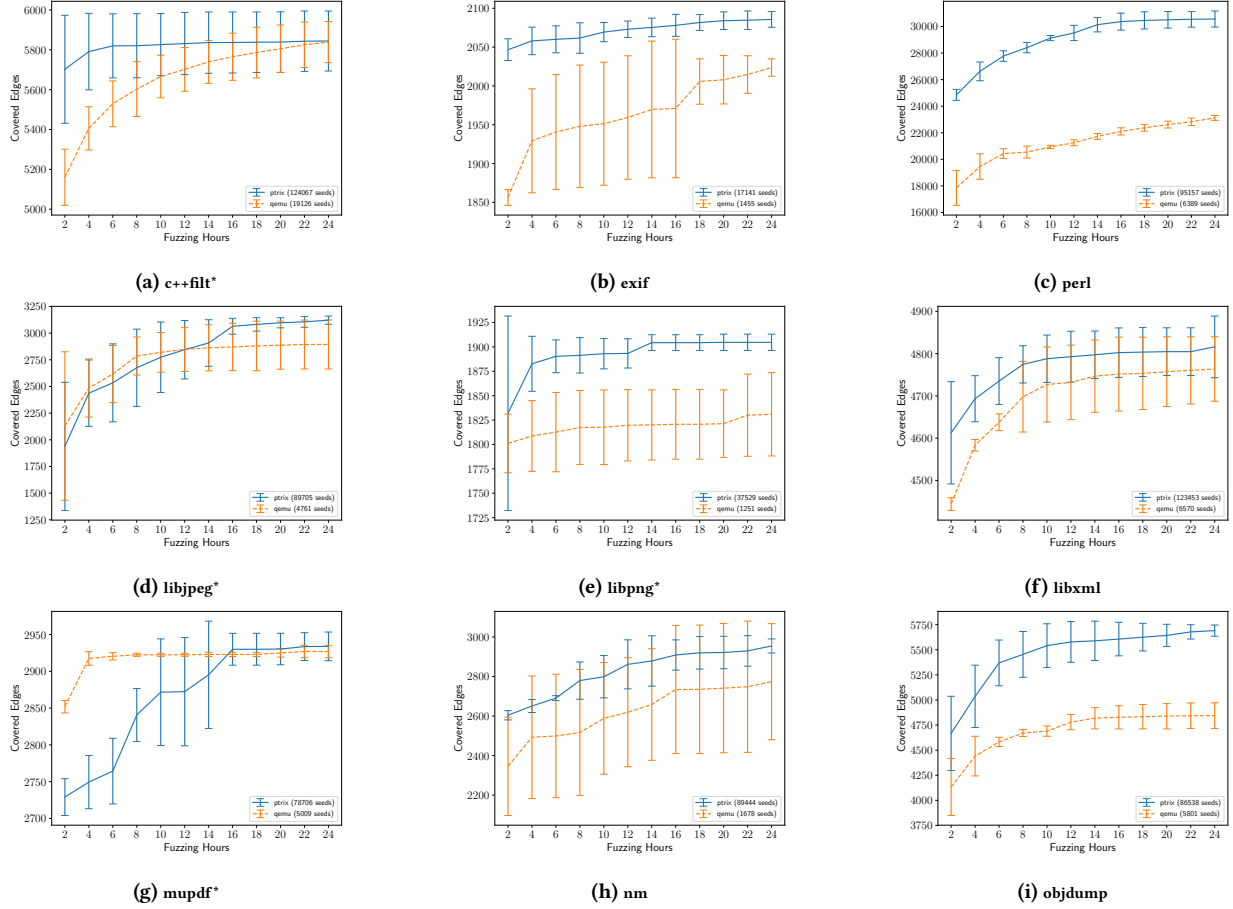 6000
5800
5600
5400
5200
5000
Covered Edges
ptrix (124067 seeds)
qemu (19126 seeds)
2 4 6 8 10 12 14 16 18 20 22 24
Fuzzing Hours
(a) c++filt*
2100
2050
2000
1950
1900
1850
Covered Edges
ptrix (17141 seeds)
qemu (1455 seeds)
2 4 6 8 10 12 14 16 18 20 22 24
Fuzzing Hours
(b) exif
30000
28000
26000
24000
22000
20000
18000
16000
Covered Edges
ptrix (95157 seeds)
qemu (6389 seeds)
2 4 6 8 10 12 14 16 18 20 22 24
Fuzzing Hours
(c) perl
3250
3000
2750
2500
2250
2000
1750
1500
1250
Covered Edges
ptrix (89705 seeds)
qemu (4761 seeds)
2 4 6 8 10 12 14 16 18 20 22 24
Fuzzing Hours
(d) libjpeg*
1925
1900
1875
1850
1825
1800
1775
1750
1725
Covered Edges
ptrix (37529 seeds)
qemu (1251 seeds)
2 4 6 8 10 12 14 16 18 20 22 24
Fuzzing Hours
(e) libpng*
4900
4800
4700
4600
4500
Covered Edges
ptrix (123453 seeds)
qemu (6570 seeds)
2 4 6 8 10 12 14 16 18 20 22 24
Fuzzing Hours
(f) libxml
2950
2900
2850
2800
2750
2700
Covered Edges
ptrix (78706 seeds)
qemu (5009 seeds)
2 4 6 8 10 12 14 16 18 20 22 24
Fuzzing Hours
(g) mupdf*
3000
2800
2600
2400
2200
Covered Edges
ptrix (89444 seeds)
qemu (1678 seeds)
2 4 6 8 10 12 14 16 18 20 22 24
Fuzzing Hours
(h) nm
5750
5500
5250
5000
4750
4500
4250
4000
3750
Covered Edges
ptrix (86538 seeds)
qemu (5801 seeds)
2 4 6 8 10 12 14 16 18 20 22 24
Fuzzing Hours
(i) objdump